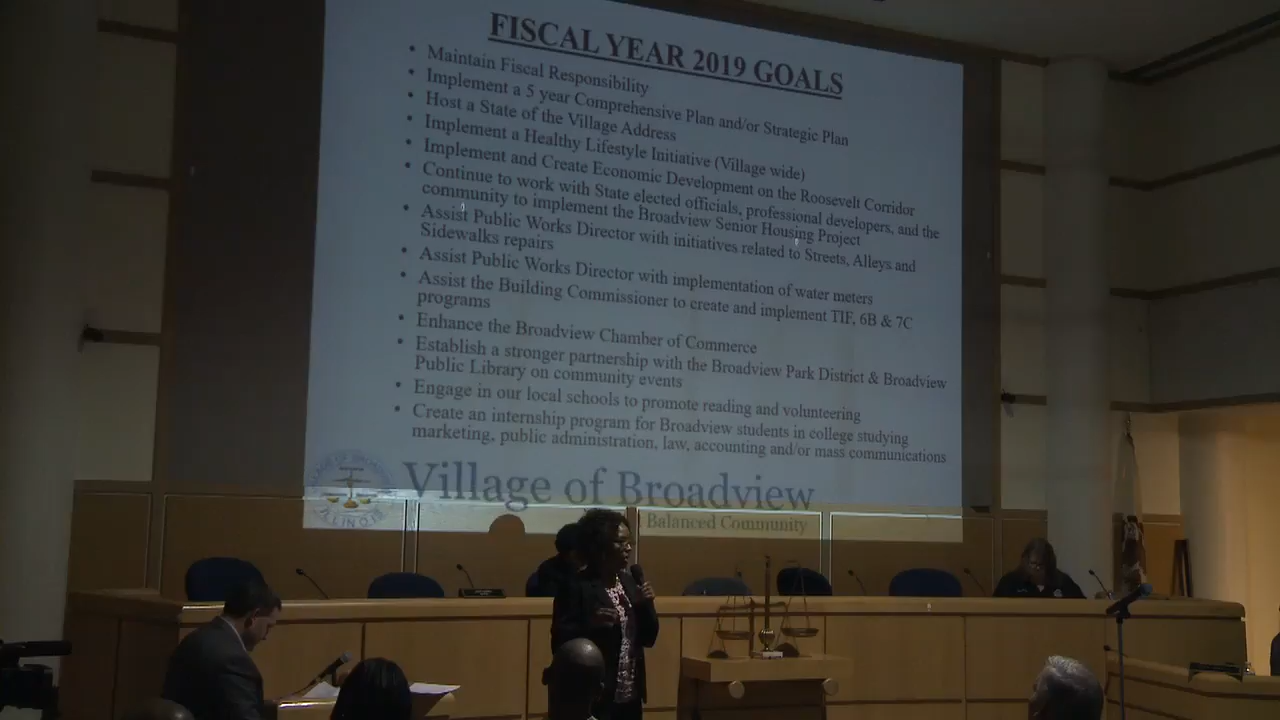 FISCAL YEAR 2019 GOALS
• Maintain Fiscal Responsibility
• Implement a 5 year Comprehensive Plan and/or Strategic Plan
• Host a State of the Village Address
• Implement a Healthy Lifestyle Initiative (Village wide)
• Implement and Create Economic Development on the Roosevelt Corridor
• Continue to work with State elected officials, professional developers, and the
community to implement the Broadview Senior Housing Project
• Assist Public Works Director with initiatives related to Streets, Alleys and
Sidewalks repairs
• Assist Public Works Director with implementation of water meters
• Assist the Building Commissioner to create and implement TIF, 6B & 7C
programs
• Enhance the Broadview Chamber of Commerce
• Establish a stronger partnership with the Broadview Park District & Broadview
Public Library on community events
• Engage in our local schools to promote reading and volunteering
• Create an internship program for Broadview students in college studying
marketing, public administration, law, accounting and/or mass communications
Village of Broadview
Balanced Community
ILLINOIS